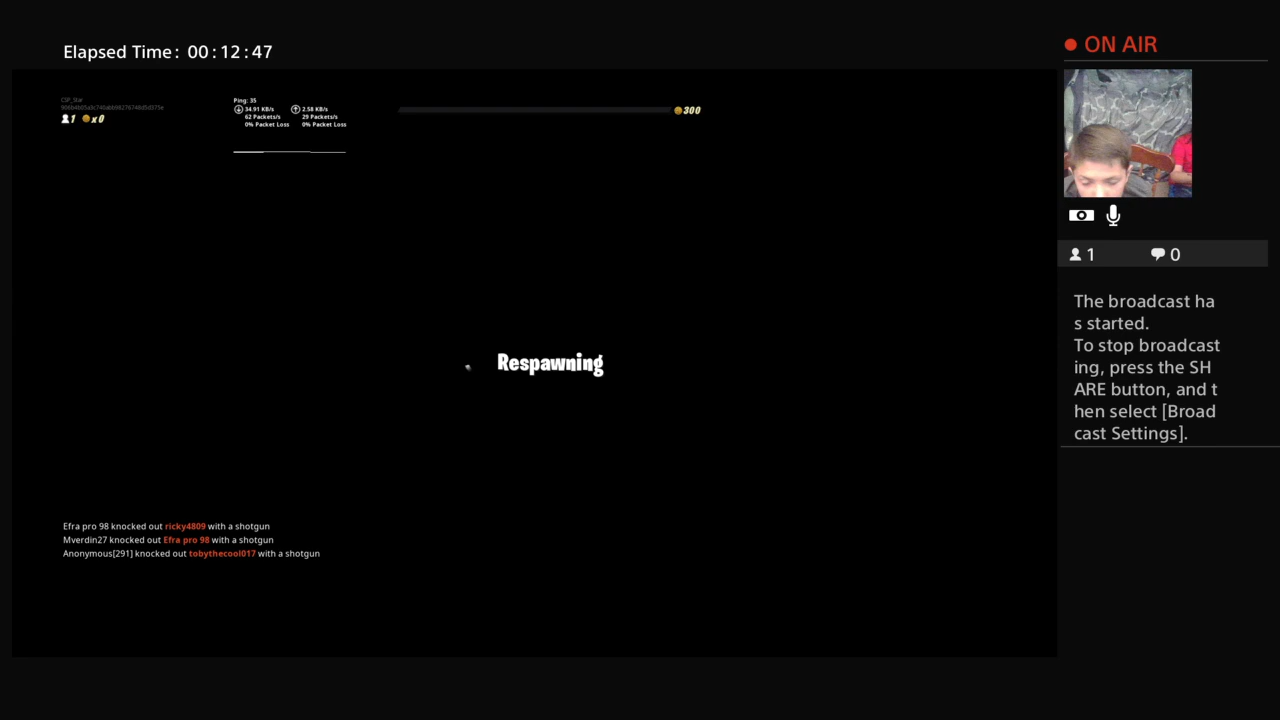 Elapsed Time: 00:12:47
ON AIR
CSP_Star
1 x0
Ping: 35
34.91 KB/s 2.58 KB/s
62 Packets/s 29 Packets/s
0% Packet Loss 0% Packet Loss
300
1 0
The broadcast ha
s started.
To stop broadcast
ing, press the SH
ARE button, and t
hen select [Broad
cast Settings].
Respawning
Efra pro 98 knocked out ricky4809 with a shotgun
Mverdin27 knocked out Efra pro 98 with a shotgun
Anonymous[291] knocked out tobythecool017 with a shotgun